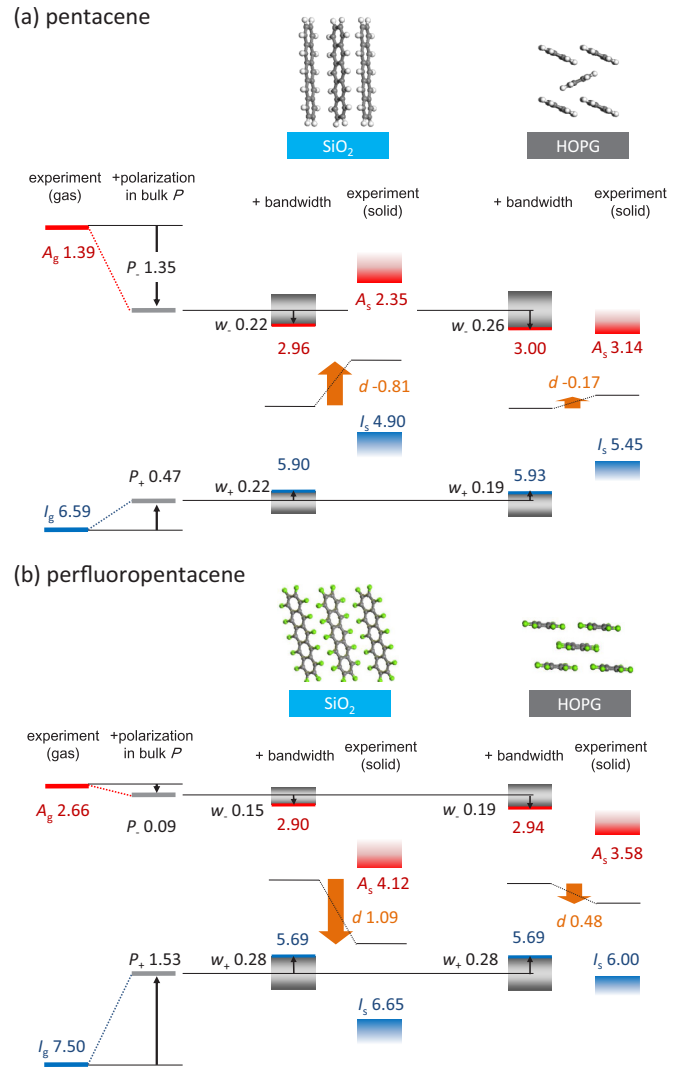 (a) pentacene
SiO2
HOPG
experiment
(gas)
+polarization
in bulk P
+ bandwidth
experiment
(solid)
+ bandwidth
experiment
(solid)
Ag 1.39
P- 1.35
w- 0.22
2.96
As 2.35
w- 0.26
3.00
As 3.14
d -0.81
d -0.17
Is 4.90
Is 5.45
P+ 0.47
5.90
5.93
Ig 6.59
w+ 0.22
w+ 0.19
(b) perfluoropentacene
SiO2
HOPG
experiment
(gas)
+polarization
in bulk P
+ bandwidth
experiment
(solid)
+ bandwidth
experiment
(solid)
Ag 2.66
P- 0.09
w- 0.15
2.90
w- 0.19
2.94
As 3.58
As 4.12
d 1.09
d 0.48
5.69
5.69
P+ 1.53
w+ 0.28
w+ 0.28
Is 6.00
Is 6.65
Ig 7.50